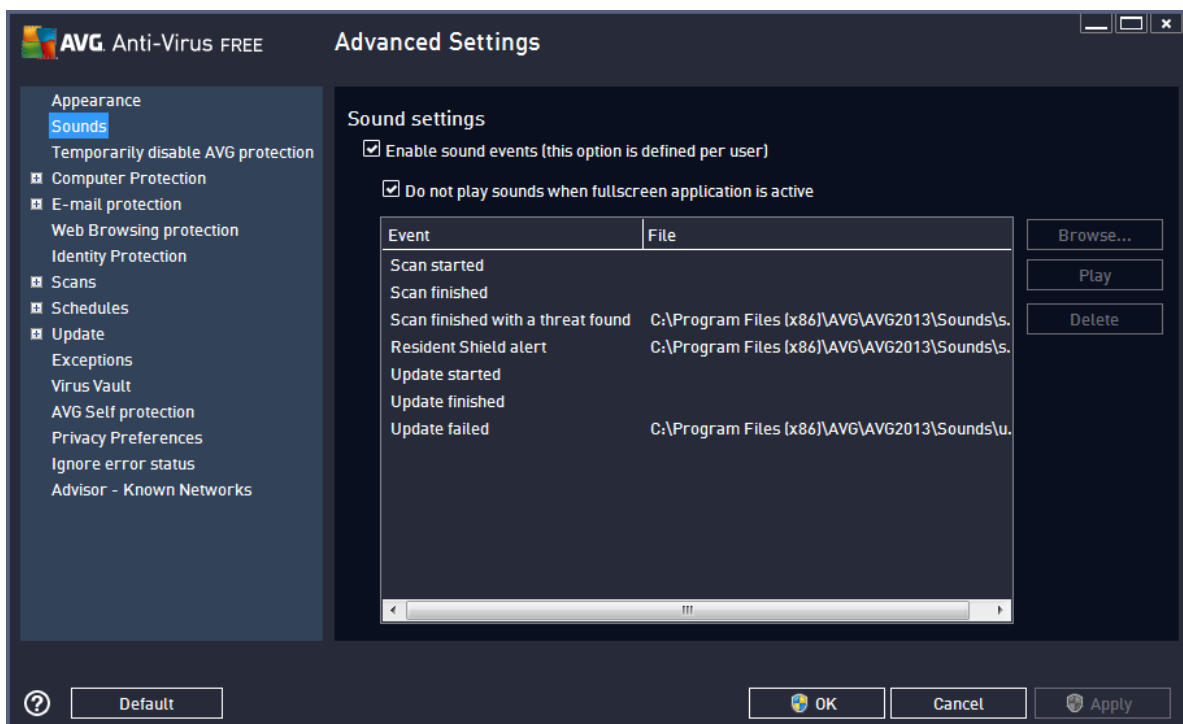 AVG. Anti-Virus FREE
Advanced Settings
Appearance
Sounds
Temporarily disable AVG protection
Computer Protection
E-mail protection
Web Browsing protection
Identity Protection
Scans
Schedules
Update
Exceptions
Virus Vault
AVG Self protection
Privacy Preferences
Ignore error status
Advisor - Known Networks
Sound settings
Enable sound events (this option is defined per user)
Do not play sounds when fullscreen application is active
Event File
Scan started
Scan finished
Scan finished with a threat found C:\Program Files (x86)\AVG\AVG2013\Sounds\s.
Resident Shield alert C:\Program Files (x86)\AVG\AVG2013\Sounds\s.
Update started
Update finished
Update failed C:\Program Files (x86)\AVG\AVG2013\Sounds\u.
Browse...
Play
Delete
? Default OK Cancel Apply